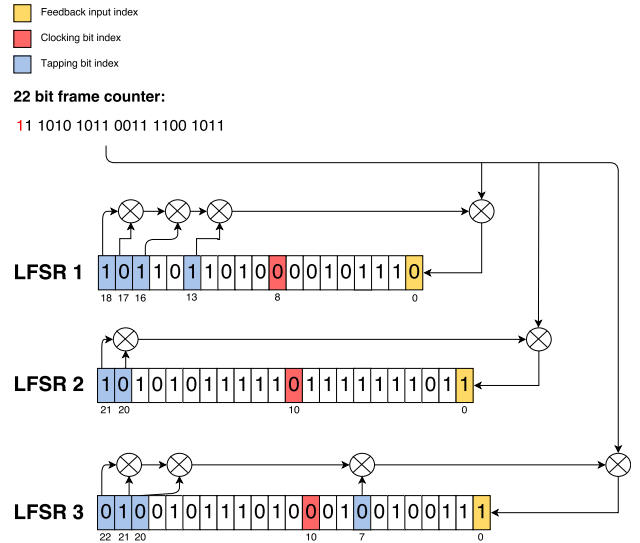 Feedback input index
Clocking bit index
Tapping bit index
22 bit frame counter:
11 1010 1011 0011 1100 1011
LFSR 1 1 0 1 1 0 1 1 0 1 0 0 0 0 1 0 1 1 1 0
18 17 16 13 8 0
LFSR 2 1 0 1 0 1 0 1 1 1 1 1 0 1 1 1 1 1 1 1 0 1 1
21 20 10 0
LFSR 3 0 1 0 0 1 0 1 1 1 0 1 0 0 0 1 0 0 1 0 0 1 1 1
22 21 20 10 7 0